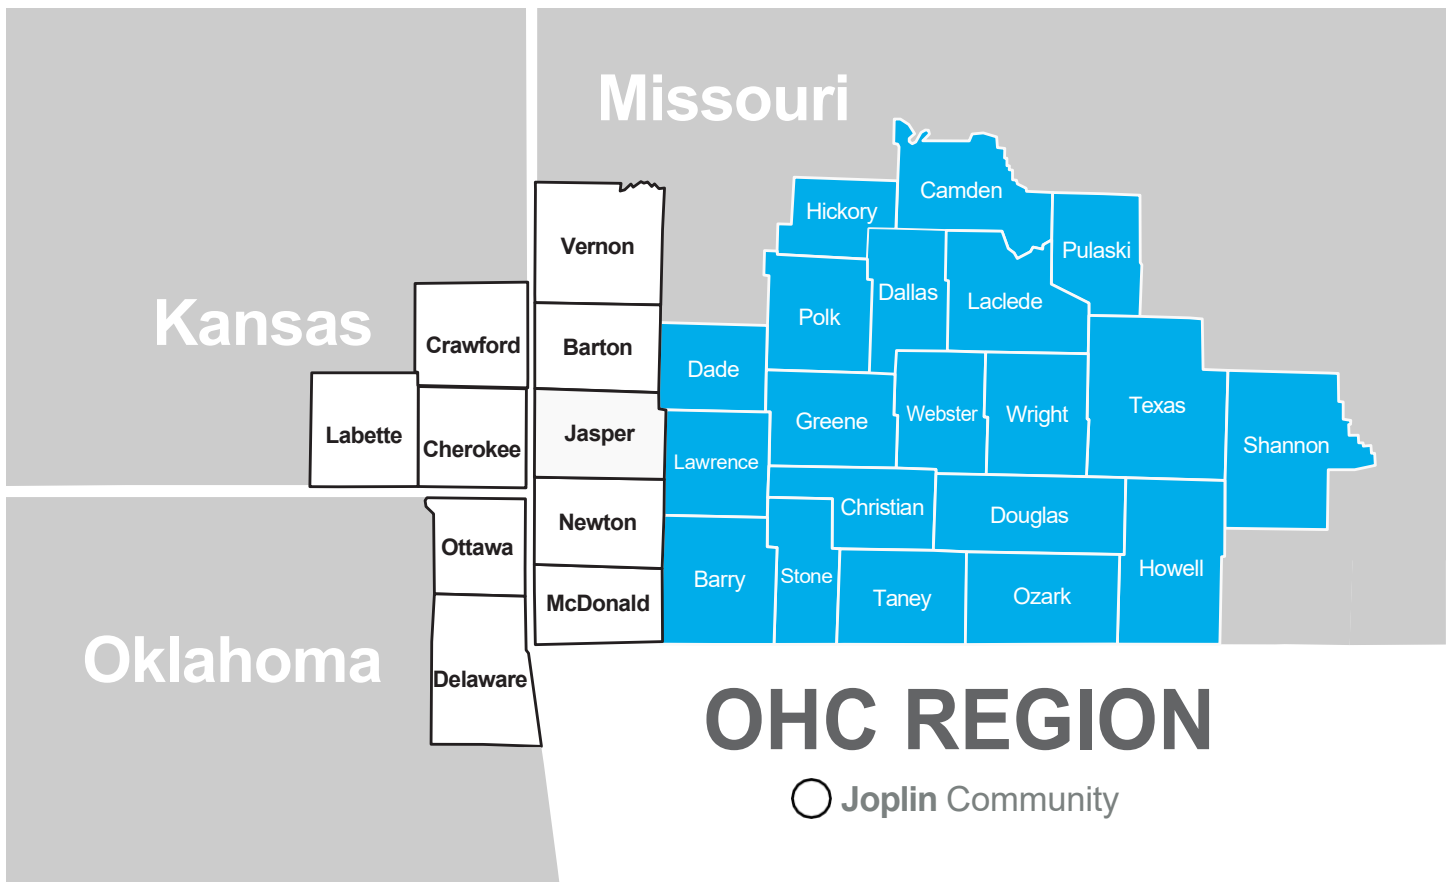 Missouri
Camden
Hickory
Vernon
Pulaski
Dallas
Laclede
Kansas
Polk
Crawford
Barton
Dade
Texas
Webster
Wright
Greene
Labette
Cherokee
Jasper
Shannon
Lawrence
Christian
Douglas
Newton
Ottawa
Howell
Barry
Stone
Taney
Ozark
McDonald
Oklahoma
Delaware
OHC REGION
Joplin Community